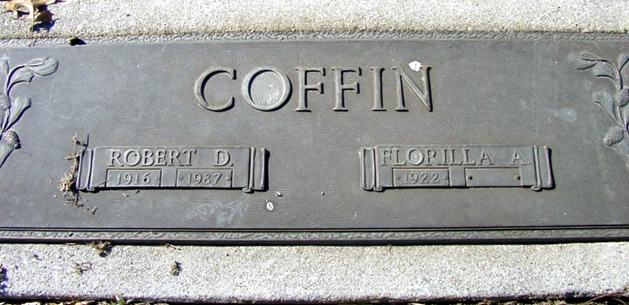 COFFIN
ROBERT D.
1916 1987
FLORILLA A.
1922